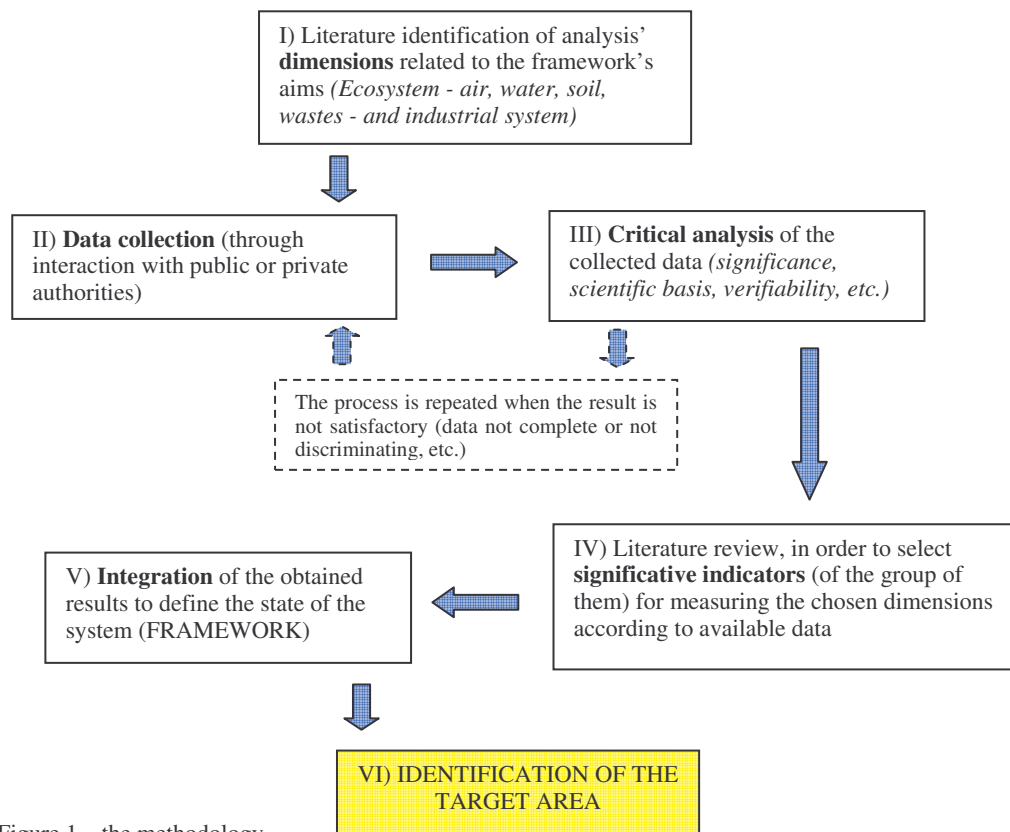 I) Literature identification of analysis’
dimensions related to the framework's
aims (Ecosystem - air, water, soil,
wastes - and industrial system)
II) Data collection (through
interaction with public or private
authorities)
III) Critical analysis of the
collected data (significance,
scientific basis, verifiability, etc.)
The process is repeated when the result is
not satisfactory (data not complete or not
discriminating, etc.)
IV) Literature review, in order to select
significative indicators (of the group of
them) for measuring the chosen dimensions
according to available data
V) Integration of the obtained
results to define the state of the
system (FRAMEWORK)
VI) IDENTIFICATION OF THE
TARGET AREA
Figure 1 – the methodology